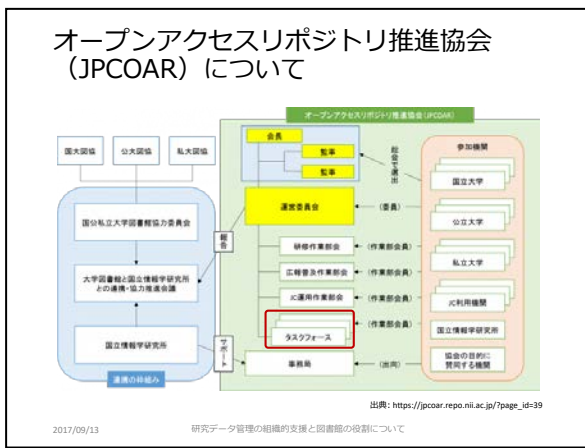 オープンアクセスリポジトリ推進協会
（JPCOAR）について
オープンアクセスリポジトリ推進協会(JPCOAR)
国大図協
公大図協
私大図協
国公私立大学図書館協力委員会
大学図書館と国立情報学研究所
との連携・協力推進会議
国立情報学研究所
連携の枠組み
報告
サポート
会長
監事
監事
総会で選出
運営委員会
（委員）
研修作業部会
（作業部会員）
広報普及作業部会
（作業部会員）
JC運用作業部会
（作業部会員）
タスクフォース
（作業部会員）
事務局
（出向）
参加機関
国立大学
公立大学
私立大学
JC利用機関
国立情報学研究所
協会の目的に
賛同する機関
出典: https://jpcoar.repo.nii.ac.jp/?page_id=39
2017/09/13
研究データ管理の組織的支援と図書館の役割について